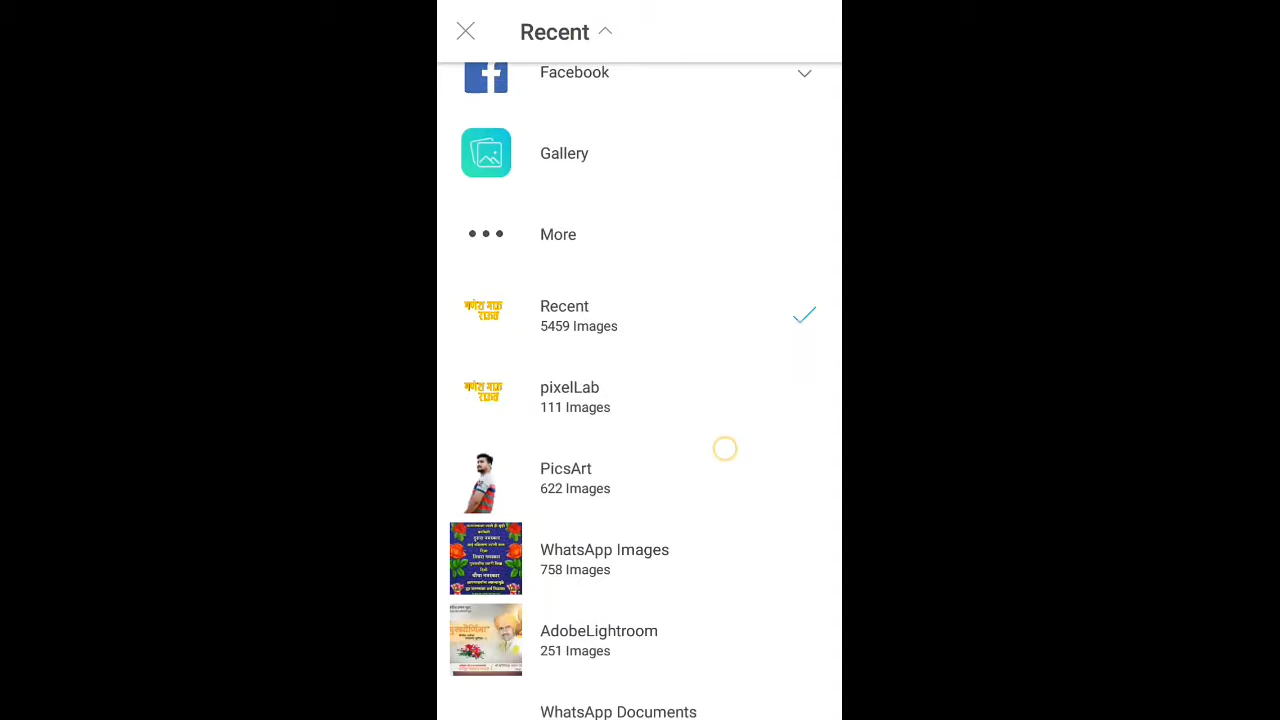 Recent
Facebook
Gallery
More
Recent
5459 Images
pixelLab
111 Images
PicsArt
622 Images
WhatsApp Images
758 Images
AdobeLightroom
251 Images
WhatsApp Documents